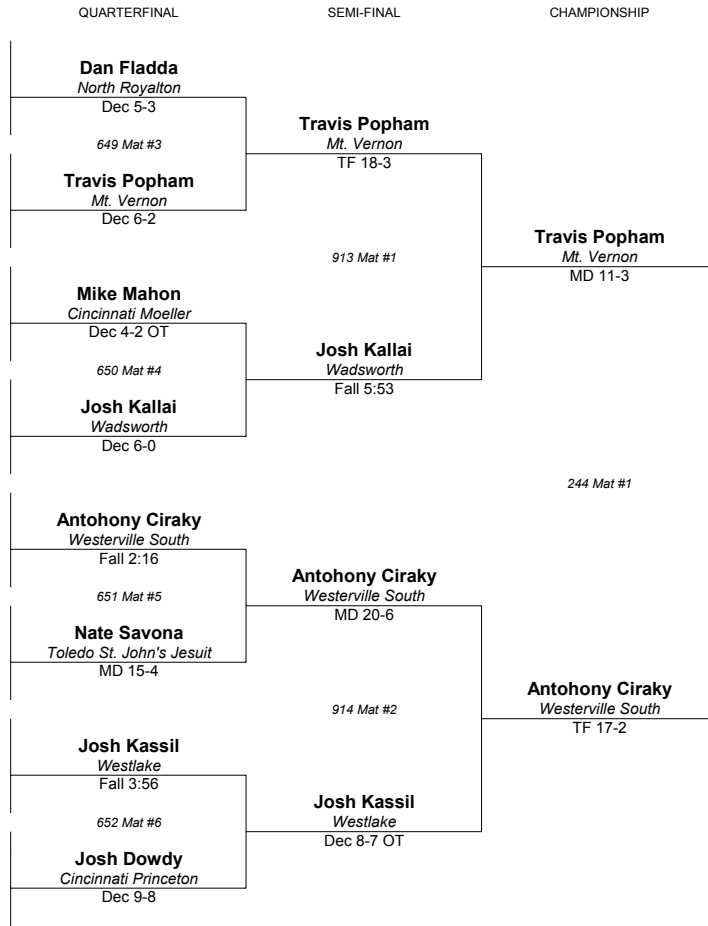 QUARTERFINAL
SEMI-FINAL
CHAMPIONSHIP
Dan Fladda
North Royalton
Dec 5-3
649 Mat #3
Travis Popham
Mt. Vernon
Dec 6-2
Mike Mahon
Cincinnati Moeller
Dec 4-2 OT
650 Mat #4
Josh Kallai
Wadsworth
Dec 6-0
Antohony Ciraky
Westerville South
Fall 2:16
651 Mat #5
Nate Savona
Toledo St. John's Jesuit
MD 15-4
Josh Kassil
Westlake
Fall 3:56
652 Mat #6
Josh Dowdy
Cincinnati Princeton
Dec 9-8
Travis Popham
Mt. Vernon
TF 18-3
913 Mat #1
Josh Kallai
Wadsworth
Fall 5:53
Antohony Ciraky
Westerville South
MD 20-6
914 Mat #2
Josh Kassil
Westlake
Dec 8-7 OT
Travis Popham
Mt. Vernon
MD 11-3
244 Mat #1
Antohony Ciraky
Westerville South
TF 17-2